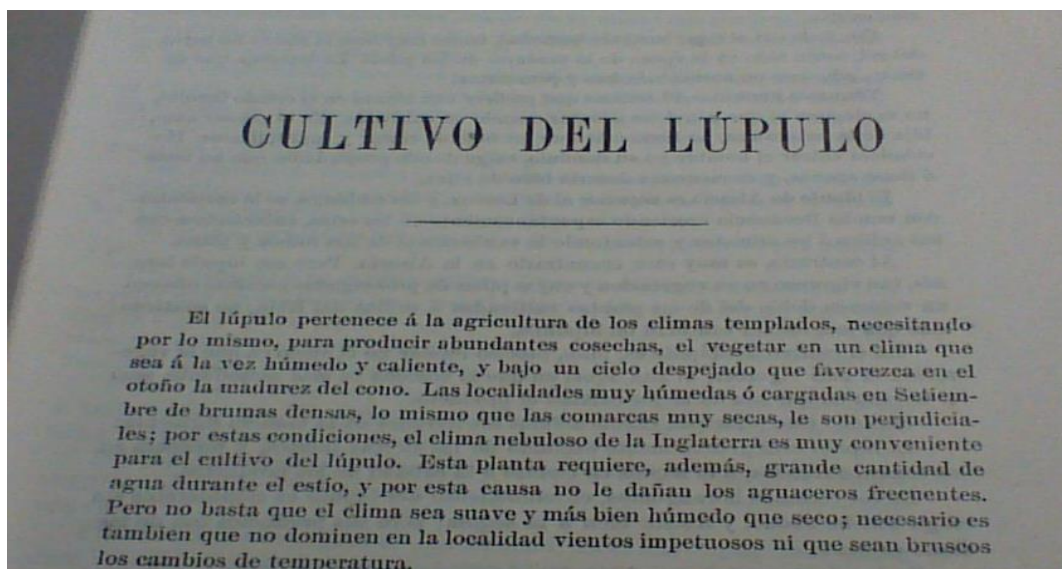 CULTIVO DEL LÚPULO
El lúpulo pertenece á la agricultura de los climas templados, necesitando
por lo mismo, para producir abundantes cosechas, el vegetar en un clima que
sea á la vez húmedo y caliente, y bajo un cielo despejado que favorezca en el
otoño la madurez del cono. Las localidades muy húmedas ó cargadas en Setiem-
bre de brumas densas, lo mismo que las comarcas muy secas, le son perjudicia-
les; por estas condiciones, el clima nebuloso de la Inglaterra es muy conveniente
para el cultivo del lúpulo. Esta planta requiere, además, grande cantidad de
agua durante el estío, y por esta causa no le dañan los aguaceros frecuentes.
Pero no basta que el clima sea suave y más bien húmedo que seco; necesario es
tambien que no dominen en la localidad vientos impetuosos ni que sean bruscos
los cambios de temperatura.